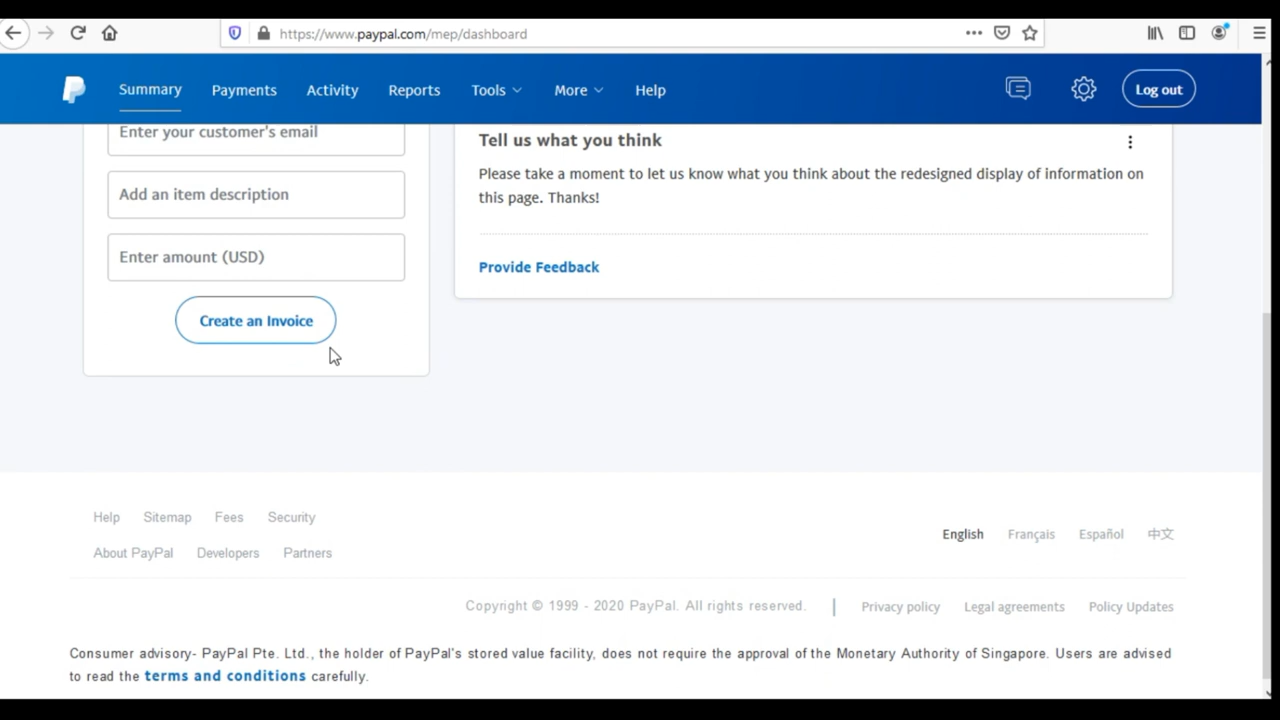 https://www.paypal.com/mep/dashboard
Summary Payments Activity Reports Tools More Help Log out
Enter your customer's email
Add an item description
Enter amount (USD)
Create an Invoice
Tell us what you think
Please take a moment to let us know what you think about the redesigned display of information on
this page. Thanks!
Provide Feedback
Help Sitemap Fees Security
About PayPal Developers Partners
English Français Español 中文
Copyright © 1999 - 2020 PayPal. All rights reserved. | Privacy policy Legal agreements Policy Updates
Consumer advisory- PayPal Pte. Ltd., the holder of PayPal's stored value facility, does not require the approval of the Monetary Authority of Singapore. Users are advised
to read the terms and conditions carefully.